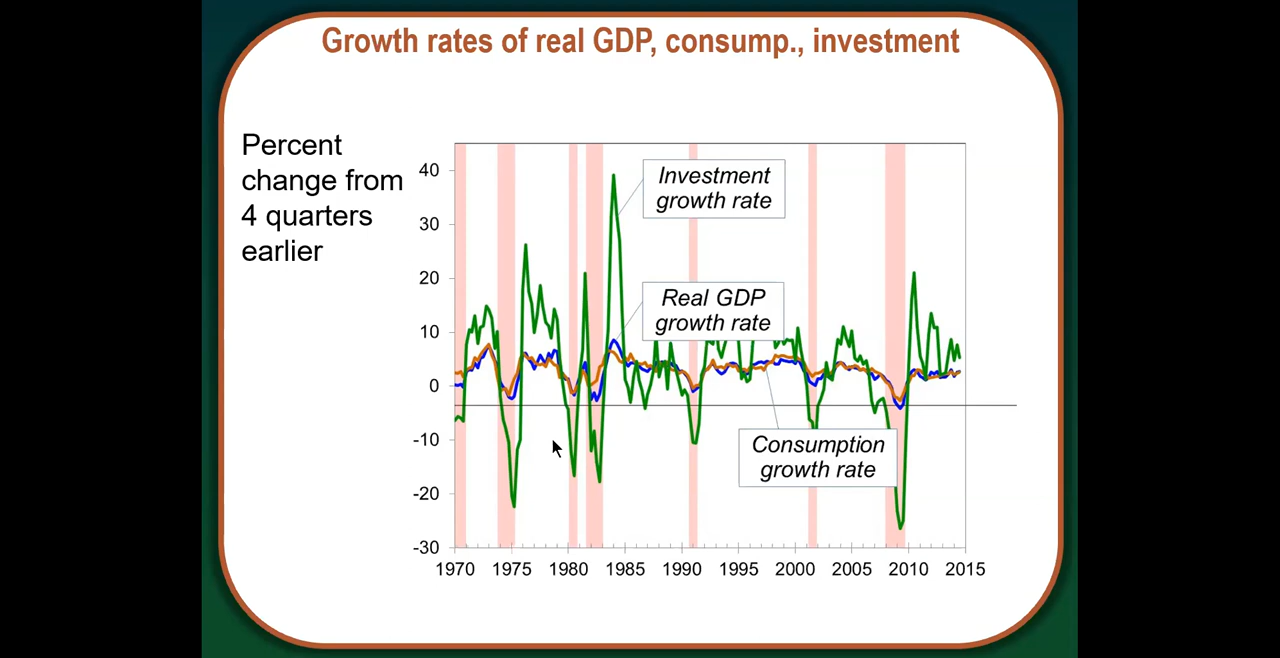 Growth rates of real GDP, consump., investment
Percent
change from
4 quarters
earlier
40
30
20
10
0
-10
-20
-30
Investment
growth rate
Real GDP
growth rate
Consumption
growth rate
1970 1975 1980 1985 1990 1995 2000 2005 2010 2015